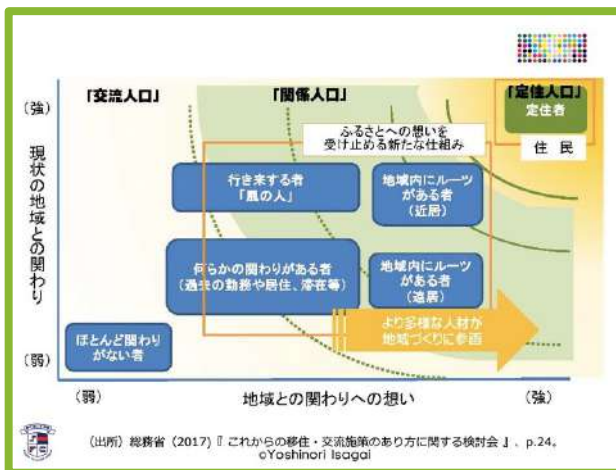 「交流人口」
「関係人口」
「定住人口」
定住者
住 民
(強)
現状の地域との関わり
(弱)
ふるさとへの想いを
受け止める新たな仕組み
行き来する者
「風の人」
地域内にルーツ
がある者
(近居)
何らかの関わりがある者
(過去の勤務や居住、滞在等)
地域内にルーツ
がある者
(遠居)
ほとんど関わり
がない者
より多様な人材が
地域づくりに参画
(弱)
地域との関わりへの想い
(強)
(出所)総務省(2017)『これからの移住・交流施策のあり方に関する検討会』、p.24。
©Yoshinori Isagai